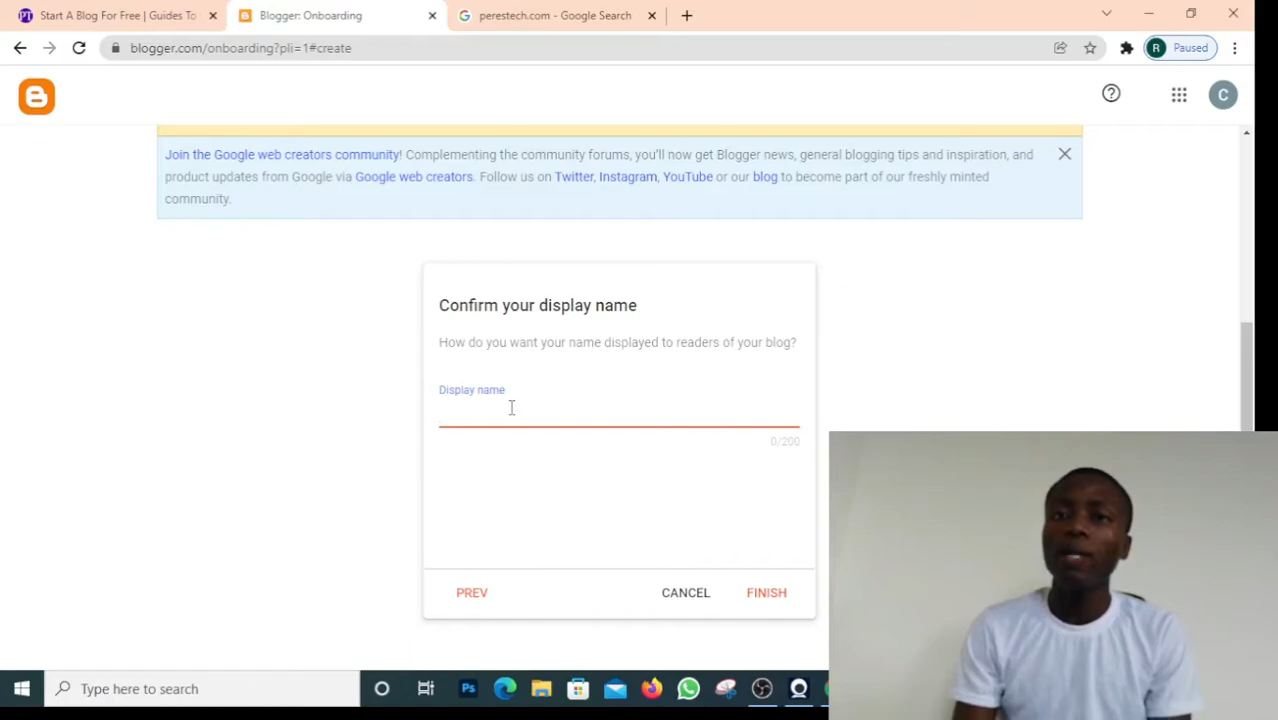 Start A Blog For Free | Guides To
Blogger: Onboarding
perestech.com - Google Search
blogger.com/onboarding?pli=1#create
R
Paused
C
Join the Google web creators community! Complementing the community forums, you'll now get Blogger news, general blogging tips and inspiration, and
product updates from Google via Google web creators. Follow us on Twitter, Instagram, YouTube or our blog to become part of our freshly minted
community.
Confirm your display name
How do you want your name displayed to readers of your blog?
Display name
0/200
PREV
CANCEL
FINISH
Type here to search
Ps